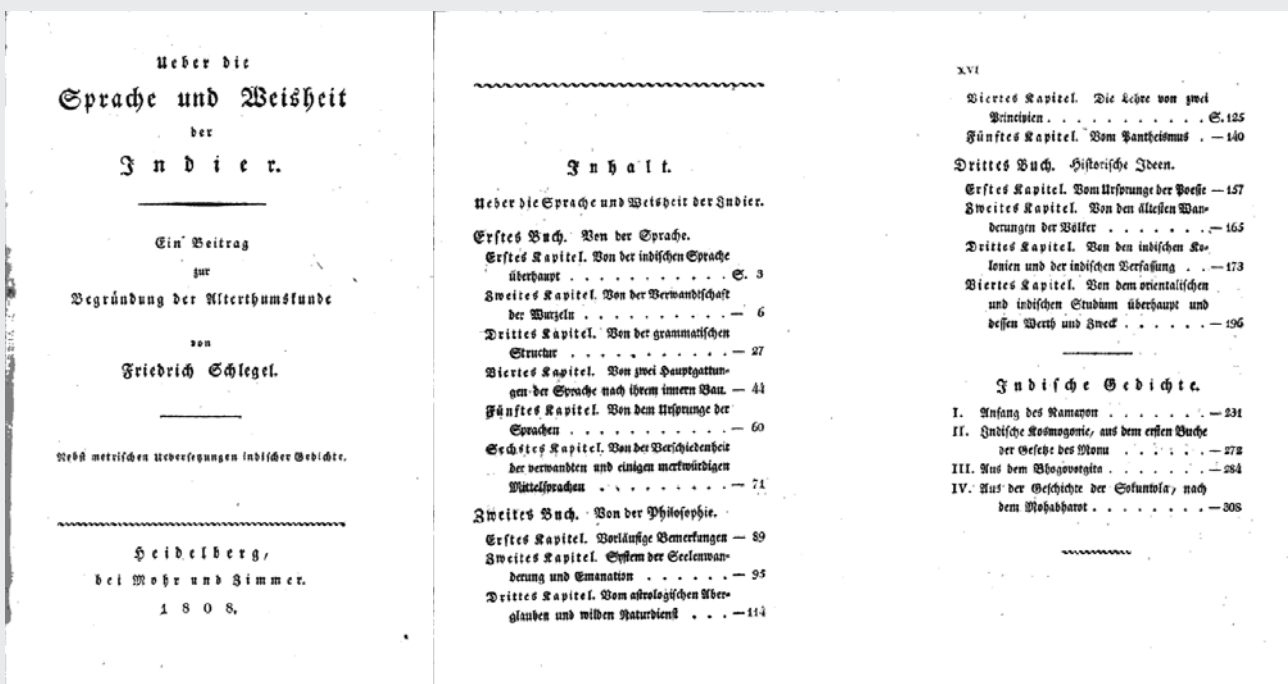 Ueber die
Sprache und Weisheit
der
Indier.
Ein Beitrag
zur
Begründung der Alterthumskunde
von
Friedrich Schlegel.
Nebst metrischen Uebersetzungen indischer Gedichte.
Heidelberg,
bei Mohr und Zimmer.
1808.
Inhalt.
Ueber die Sprache und Weisheit der Indier.
Erstes Buch. Von der Sprache.
Erstes Kapitel. Von der indischen Sprache
überhaupt . . . . . . . . . . . S. 3
Zweites Kapitel. Von der Verwandtschaft
der Wurzeln . . . . . . . . . . — 6
Drittes Kapitel. Von der grammatischen
Structur . . . . . . . . . . . — 27
Viertes Kapitel. Von zwei Hauptgattun-
gen der Sprache nach ihrem innern Bau. — 44
Fünftes Kapitel. Von dem Ursprunge der
Sprachen . . . . . . . . . . . — 60
Sechstes Kapitel. Von der Verschiedenheit
der verwandten und einigen merkwürdigen
Mittelsprachen . . . . . . . . — 71
Zweites Buch. Von der Philosophie.
Erstes Kapitel. Vorläufige Bemerkungen — 89
Zweites Kapitel. System der Seelenwan-
derung und Emanation . . . . . . — 95
Drittes Kapitel. Vom astrologischen Aber-
glauben und wilden Naturdienst . . . — 114
XVI
Viertes Kapitel. Die Lehre von zwei
Principien . . . . . . . . . . . S. 125
Fünftes Kapitel. Vom Pantheismus . — 140
Drittes Buch. Historische Ideen.
Erstes Kapitel. Vom Ursprunge der Poesie — 157
Zweites Kapitel. Von den ältesten Wan-
derungen der Völker . . . . . . . — 165
Drittes Kapitel. Von den indischen Ko-
lonien und der indischen Verfassung . . — 173
Viertes Kapitel. Von dem orientalischen
und indischen Studium überhaupt und
dessen Werth und Zweck . . . . . . — 196
Indische Gedichte.
I. Anfang des Ramayon . . . . . . . — 231
II. Indische Kosmogonie, aus dem ersten Buche
der Gesetze des Monu . . . . . . — 272
III. Aus dem Bhogovotgita . . . . . . . — 284
IV. Aus der Geschichte der Sokuntola, nach
dem Mohabharot . . . . . . . . — 308